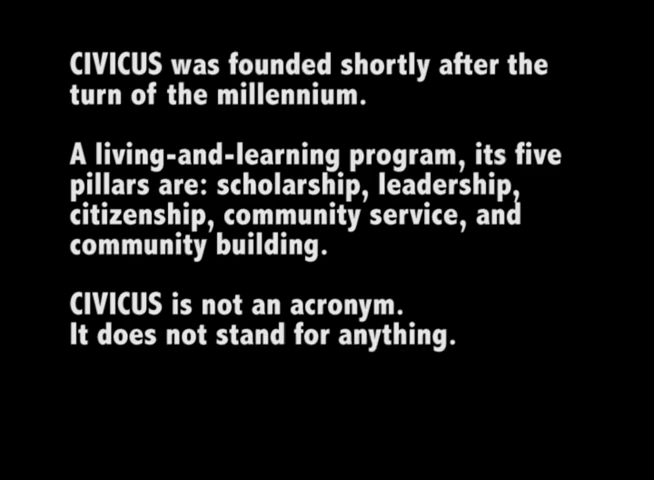 CIVICUS was founded shortly after the
turn of the millennium.
A living-and-learning program, its five
pillars are: scholarship, leadership,
citizenship, community service, and
community building.
CIVICUS is not an acronym.
It does not stand for anything.